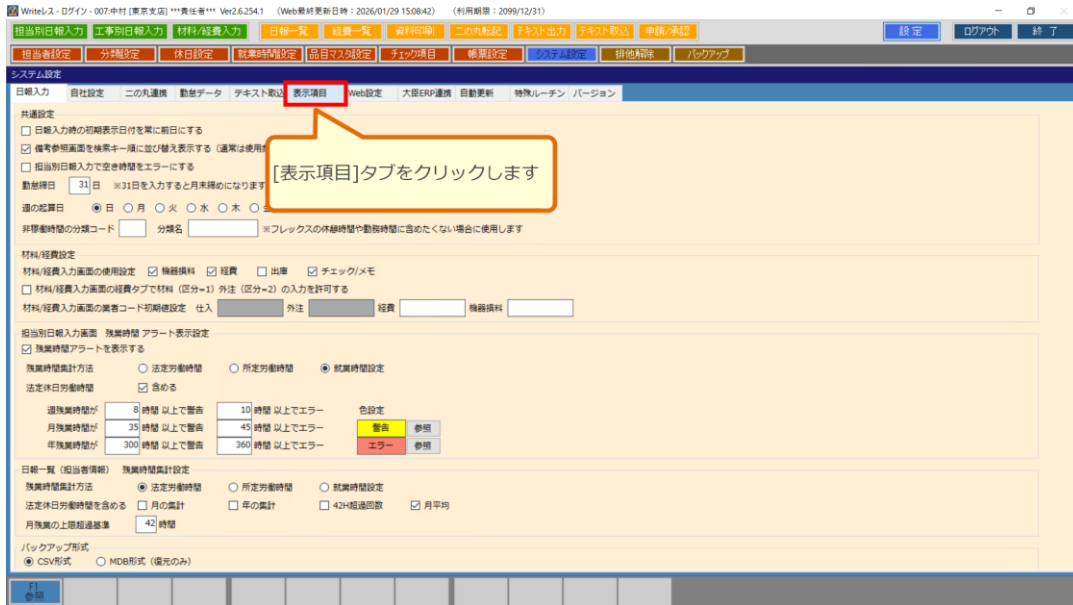 Writeレス - ログイン - 007:中村 [東京支店] ***責任者*** Ver2.6.254.1 (Web最終更新日時：2026/01/29 15:08:42) (利用期限：2099/12/31)
担当別日報入力 工事別日報入力 材料/経費入力 日報一覧 経費一覧 資料印刷 二の丸転記 テキスト出力 テキスト取込 申請/承認 設 定 ログアウト 終 了
担当者設定 分類設定 休日設定 就業時間設定 品目マスタ設定 チェック項目 帳票設定 システム設定 排他解除 バックアップ
システム設定
日報入力 自社設定 二の丸連携 勤怠データ テキスト取込 表示項目 Web設定 大臣ERP連携 自動更新 特殊ルーチン バージョン
共通設定
日報入力時の初期表示日付を常に前日にする
備考参照画面を検索キー順に並び替え表示する（通常は使用
担当別日報入力で空き時間をエラーにする
[表示項目]タブをクリックします
勤怠締日 31 日 ※31日を入力すると月末締めになります
週の起算日 日 月 火 水 木
非稼働時間の分類コード 分類名 ※フレックスの休憩時間や勤務時間に含めたくない場合に使用します
材料/経費設定
材料/経費入力画面の使用設定 機器損料 経費 出庫 チェック/メモ
材料/経費入力画面の経費タブで材料（区分=1）外注（区分=2）の入力を許可する
材料/経費入力画面の業者コード初期値設定 仕入 外注 経費 機器損料
担当別日報入力画面 残業時間 アラート表示設定
残業時間アラートを表示する
残業時間集計方法 法定労働時間 所定労働時間 就業時間設定
法定休日労働時間 含める
週残業時間が 8 時間 以上で警告 10 時間 以上でエラー 色設定
月残業時間が 35 時間 以上で警告 45 時間 以上でエラー 警告 参照
年残業時間が 300 時間 以上で警告 360 時間 以上でエラー エラー 参照
日報一覧（担当者情報） 残業時間集計設定
残業時間集計方法 法定労働時間 所定労働時間 就業時間設定
法定休日労働時間を含める 月の集計 年の集計 42H超過回数 月平均
月残業の上限超過基準 42 時間
バックアップ形式
CSV形式 MDB形式（復元のみ）
F1
参照